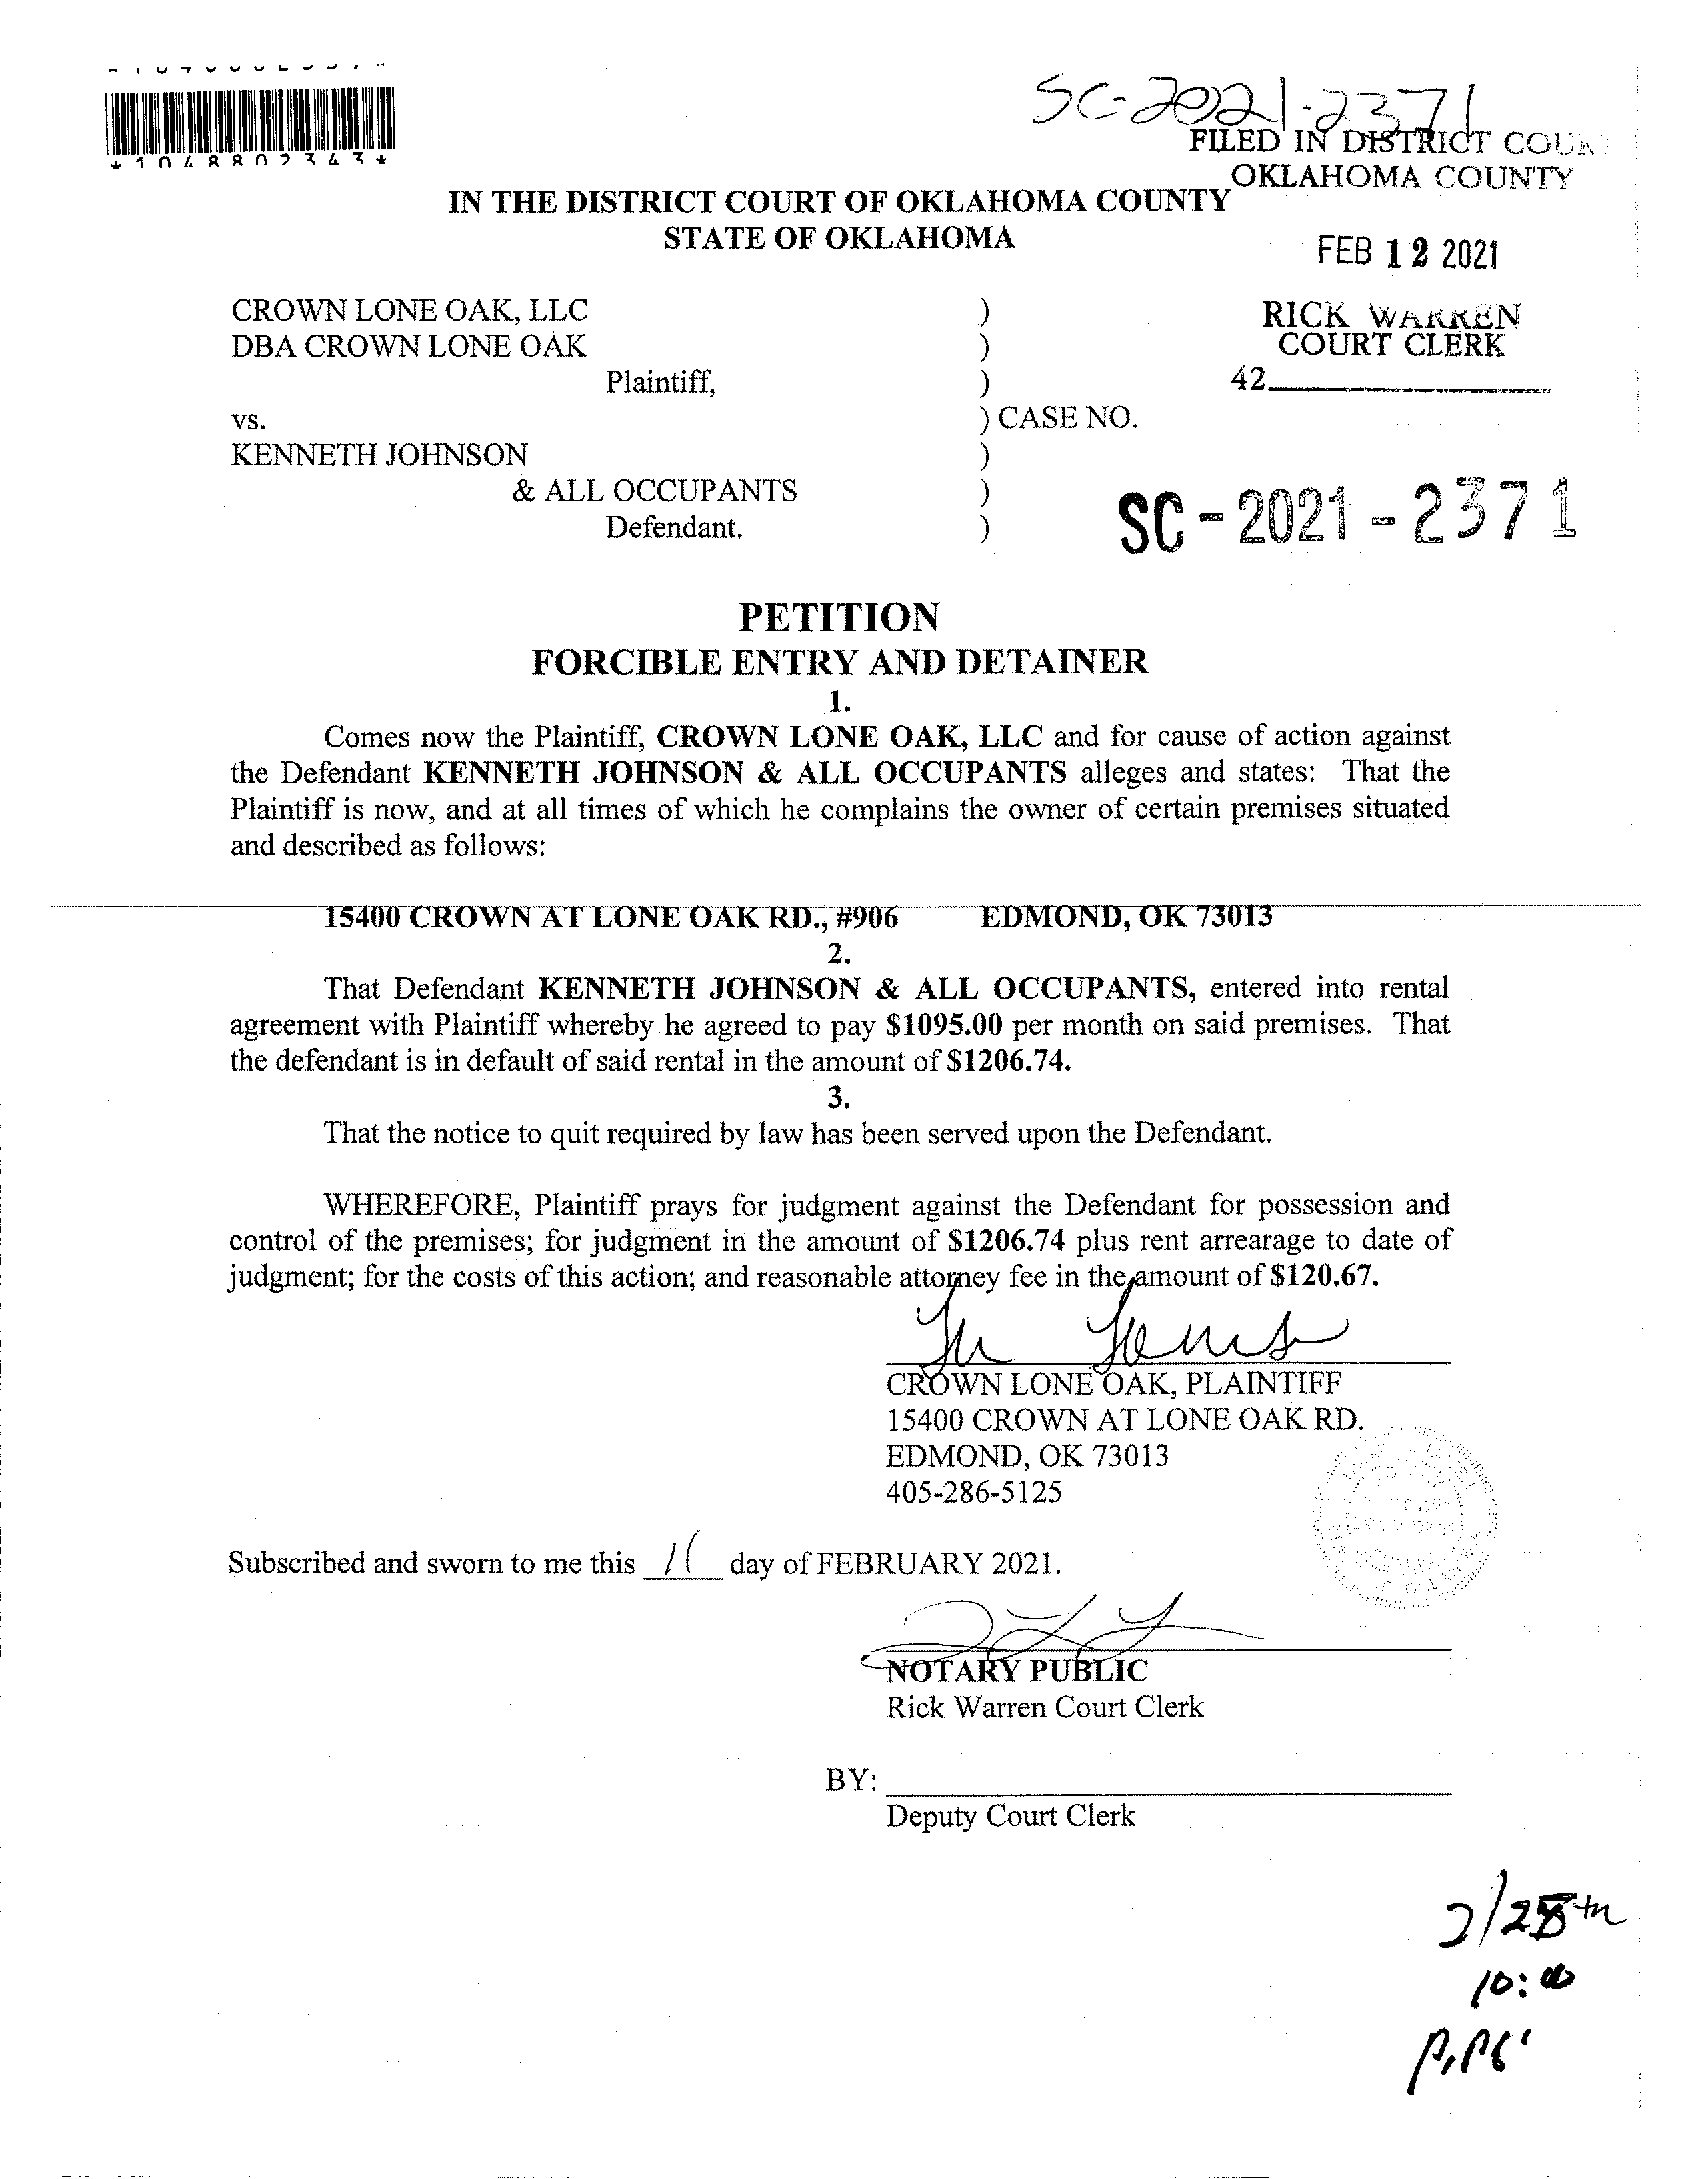 SC-2021-2371
*1048802343*
FILED IN DISTRICT COURT
OKLAHOMA COUNTY
IN THE DISTRICT COURT OF OKLAHOMA COUNTY
STATE OF OKLAHOMA
FEB 12 2021
RICK WARREN
COURT CLERK
42
CROWN LONE OAK, LLC )
DBA CROWN LONE OAK )
Plaintiff, )
vs. ) CASE NO.
KENNETH JOHNSON )
& ALL OCCUPANTS )
Defendant. )
SC-2021-2371
PETITION
FORCIBLE ENTRY AND DETAINER
1.
Comes now the Plaintiff, CROWN LONE OAK, LLC and for cause of action against
the Defendant KENNETH JOHNSON & ALL OCCUPANTS alleges and states: That the
Plaintiff is now, and at all times of which he complains the owner of certain premises situated
and described as follows:
15400 CROWN AT LONE OAK RD., #906 EDMOND, OK 73013
2.
That Defendant KENNETH JOHNSON & ALL OCCUPANTS, entered into rental
agreement with Plaintiff whereby he agreed to pay $1095.00 per month on said premises. That
the defendant is in default of said rental in the amount of $1206.74.
3.
That the notice to quit required by law has been served upon the Defendant.
WHEREFORE, Plaintiff prays for judgment against the Defendant for possession and
control of the premises; for judgment in the amount of $1206.74 plus rent arrearage to date of
judgment; for the costs of this action; and reasonable attorney fee in the amount of $120.67.
CROWN LONE OAK, PLAINTIFF
15400 CROWN AT LONE OAK RD.
EDMOND, OK 73013
405-286-5125
Subscribed and sworn to me this 11 day of FEBRUARY 2021.
NOTARY PUBLIC
Rick Warren Court Clerk
BY:
Deputy Court Clerk
10:00